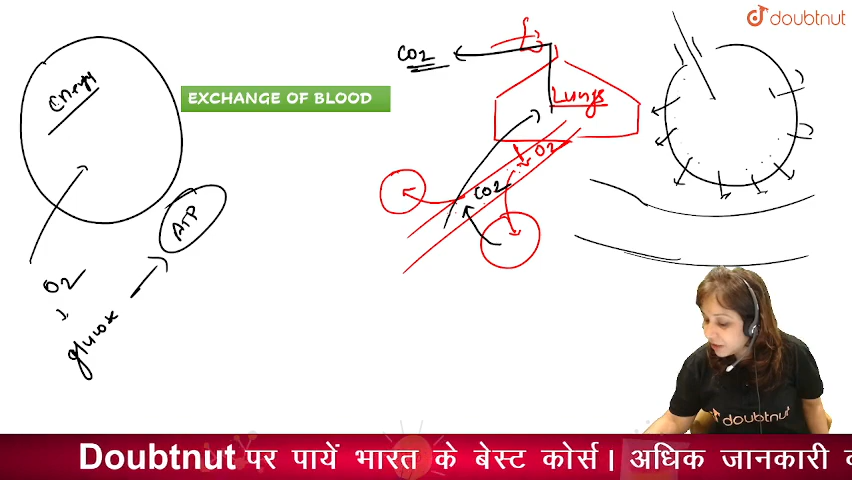 doubtnut
Energy
EXCHANGE OF BLOOD
CO2
Lungs
O2
CO2
ATP
O2
glucose
doubtnut
Doubtnut पर पायें भारत के बेस्ट कोर्स। अधिक जानकारी